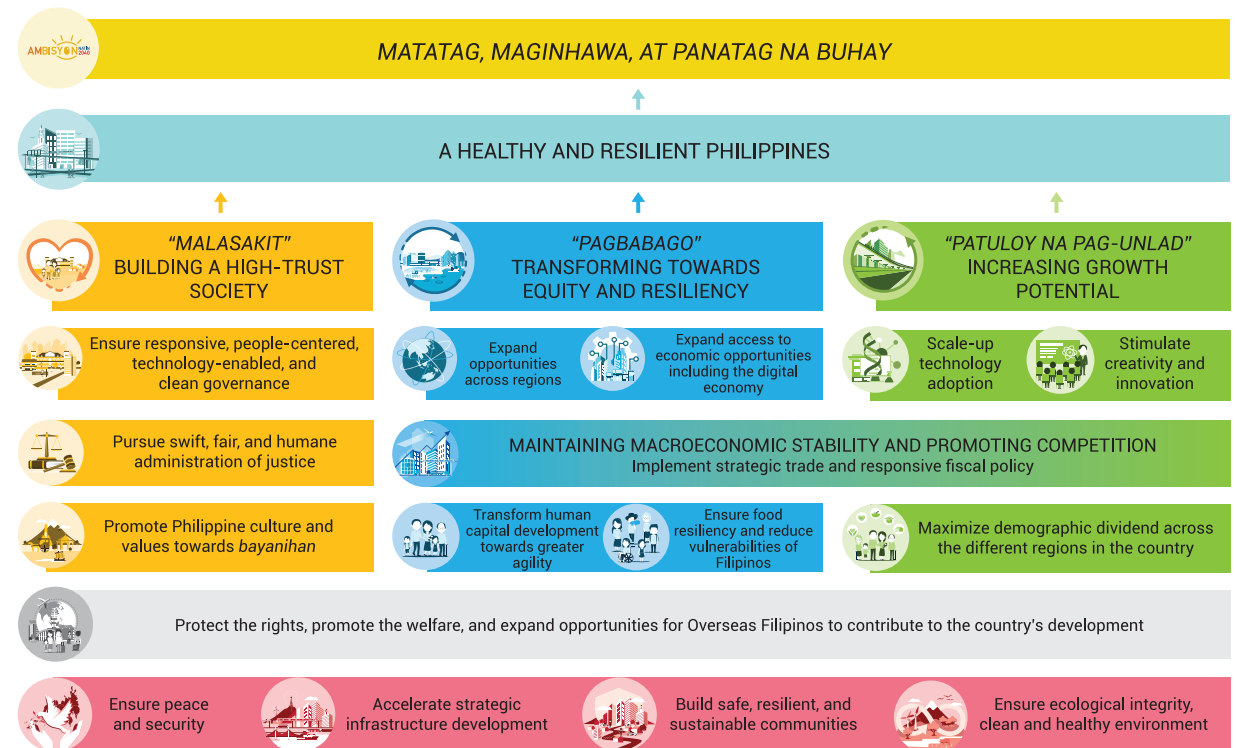 AMBISYON NATIN 2040
MATATAG, MAGINHAWA, AT PANATAG NA BUHAY
A HEALTHY AND RESILIENT PHILIPPINES
“MALASAKIT”
BUILDING A HIGH-TRUST
SOCIETY
“PAGBABAGO”
TRANSFORMING TOWARDS
EQUITY AND RESILIENCY
“PATULOY NA PAG-UNLAD”
INCREASING GROWTH
POTENTIAL
Ensure responsive, people-centered,
technology-enabled, and
clean governance
Expand
opportunities
across regions
Expand access to
economic opportunities
including the digital
economy
Scale-up
technology
adoption
Stimulate
creativity and
innovation
Pursue swift, fair, and humane
administration of justice
MAINTAINING MACROECONOMIC STABILITY AND PROMOTING COMPETITION
Implement strategic trade and responsive fiscal policy
Promote Philippine culture and
values towards bayanihan
Transform human
capital development
towards greater
agility
Ensure food
resiliency and reduce
vulnerabilities of
Filipinos
Maximize demographic dividend across
the different regions in the country
Protect the rights, promote the welfare, and expand opportunities for Overseas Filipinos to contribute to the country's development
Ensure peace
and security
Accelerate strategic
infrastructure development
Build safe, resilient, and
sustainable communities
Ensure ecological integrity,
clean and healthy environment